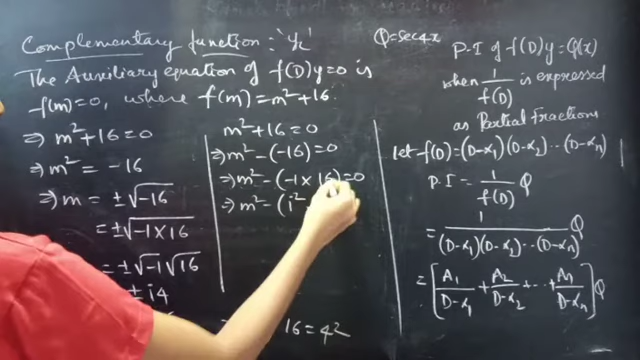 Complementary function: 'yc'
The Auxiliary equation of f(D)y=0 is
f(m)=0, where f(m)=m²+16.
⇒ m²+16=0
⇒ m² = -16
⇒ m = ±√-16
= ±√-1×16
= ±√-1 √16
± i4
m²+16=0
⇒ m² - (-16) = 0
⇒ m² - (-1×16) = 0
⇒ m² - (i²
16 = 4²
Q=sec4x
P.I of f(D)y=Q(x)
when 1/f(D) is expressed
as Partial Fractions
let f(D)=(D-α₁)(D-α₂)...(D-αₙ)
P.I = 1/f(D) Q
= 1/(D-α₁)(D-α₂)...(D-αₙ) Q
= [A₁/D-α₁ + A₂/D-α₂ + ... + Aₙ/D-αₙ] Q